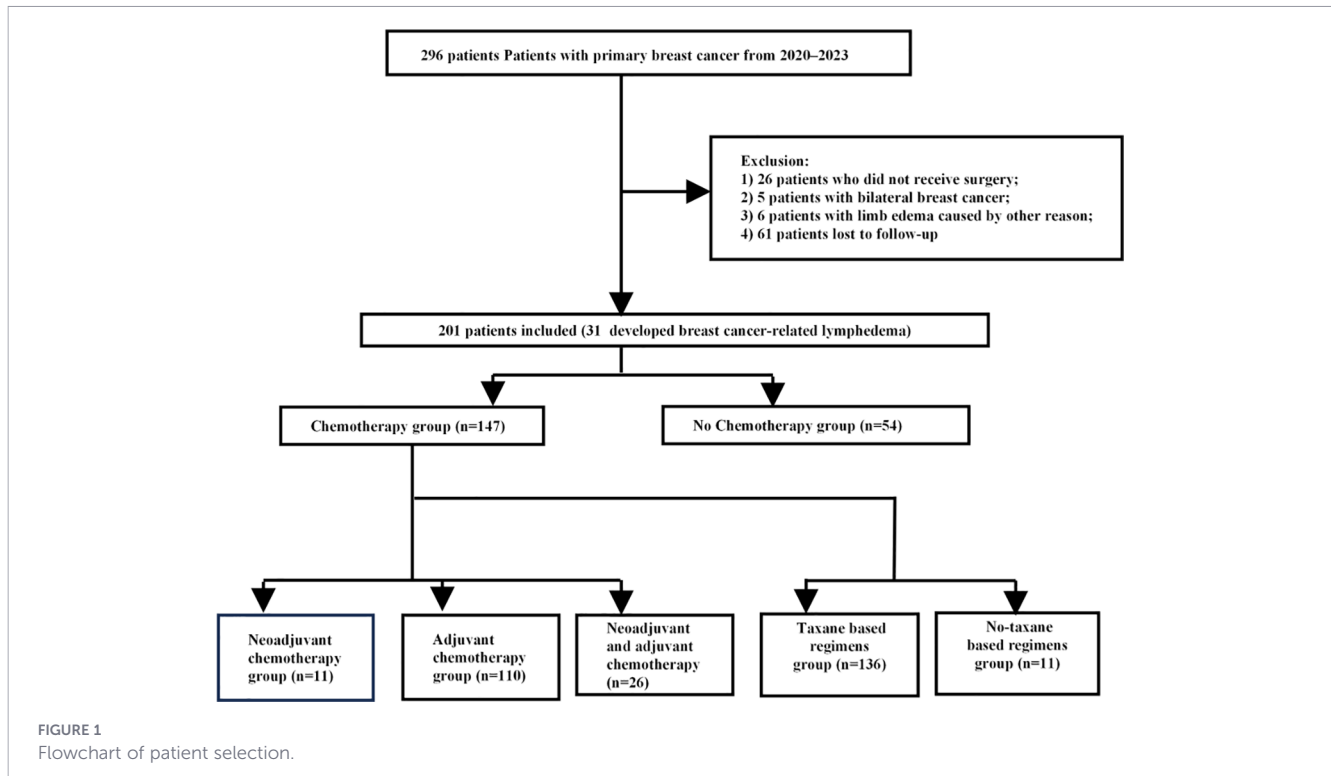 296 patients Patients with primary breast cancer from 2020–2023
Exclusion:
1) 26 patients who did not receive surgery;
2) 5 patients with bilateral breast cancer;
3) 6 patients with limb edema caused by other reason;
4) 61 patients lost to follow-up
201 patients included (31 developed breast cancer-related lymphedema)
Chemotherapy group (n=147)
No Chemotherapy group (n=54)
Neoadjuvant
chemotherapy
group (n=11)
Adjuvant
chemotherapy
group (n=110)
Neoadjuvant
and adjuvant
chemotherapy
(n=26)
Taxane based
regimens
group (n=136)
No-taxane
based regimens
group (n=11)
FIGURE 1
Flowchart of patient selection.